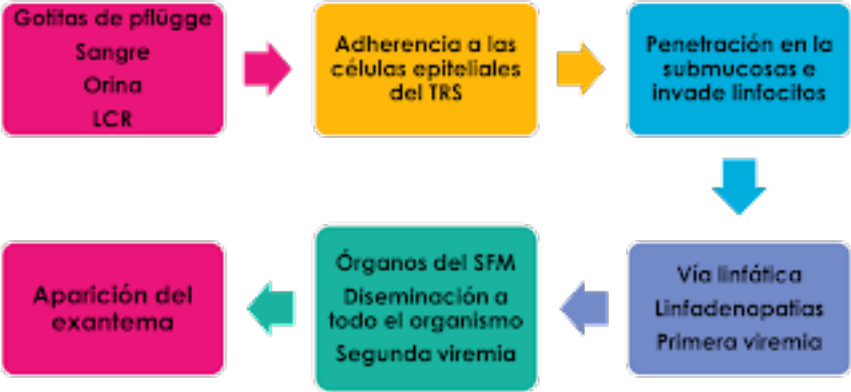 Gotitas de pflügge
Sangre
Orina
LCR
Adherencia a las
células epiteliales
del TRS
Penetración en la
submucosas e
invade linfocitos
Vía linfática
Linfadenopatías
Primera viremia
Órganos del SFM
Diseminación a
todo el organismo
Segunda viremia
Aparición del
exantema